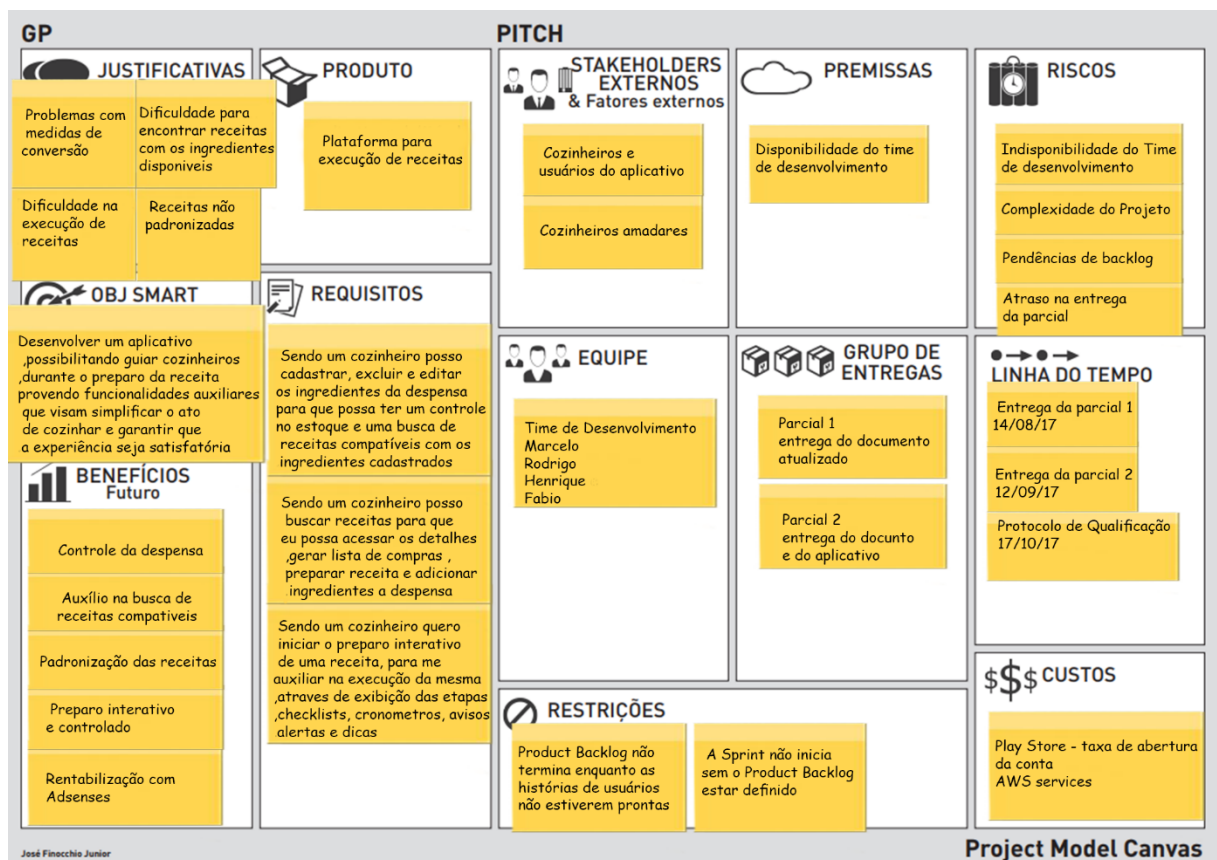 GP
PITCH
JUSTIFICATIVAS
Problemas com
medidas de
conversão
Dificuldade para
encontrar receitas
com os ingredientes
disponiveis
Dificuldade na
execução de
receitas
Receitas não
padronizadas
PRODUTO
Plataforma para
execução de receitas
STAKEHOLDERS
EXTERNOS
& Fatores externos
Cozinheiros e
usuários do aplicativo
Cozinheiros amadares
PREMISSAS
Disponibilidade do time
de desenvolvimento
RISCOS
Indisponibilidade do Time
de desenvolvimento
Complexidade do Projeto
Pendências de backlog
Atraso na entrega
da parcial
OBJ SMART
Desenvolver um aplicativo
,possibilitando guiar cozinheiros
,durante o preparo da receita
provendo funcionalidades auxiliares
que visam simplificar o ato
de cozinhar e garantir que
a experiência seja satisfatória
REQUISITOS
Sendo um cozinheiro posso
cadastrar, excluir e editar
os ingredientes da despensa
para que possa ter um controle
no estoque e uma busca de
receitas compatíveis com os
ingredientes cadastrados
Sendo um cozinheiro posso
buscar receitas para que
eu possa acessar os detalhes
,gerar lista de compras ,
preparar receita e adicionar
ingredientes a despensa
Sendo um cozinheiro quero
iniciar o preparo interativo
de uma receita, para me
auxiliar na execução da mesma
,atraves de exibição das etapas
,checklists, cronometros, avisos
alertas e dicas
EQUIPE
Time de Desenvolvimento
Marcelo
Rodrigo
Henrique
Fabio
GRUPO DE
ENTREGAS
Parcial 1
entrega do documento
atualizado
Parcial 2
entrega do docunto
e do aplicativo
LINHA DO TEMPO
Entrega da parcial 1
14/08/17
Entrega da parcial 2
12/09/17
Protocolo de Qualificação
17/10/17
BENEFÍCIOS
Futuro
Controle da despensa
Auxílio na busca de
receitas compativeis
Padronização das receitas
Preparo interativo
e controlado
Rentabilização com
Adsenses
RESTRIÇÕES
Product Backlog não
termina enquanto as
histórias de usuários
não estiverem prontas
A Sprint não inicia
sem o Product Backlog
estar definido
$$$ CUSTOS
Play Store - taxa de abertura
da conta
AWS services
José Finocchio Junior
Project Model Canvas